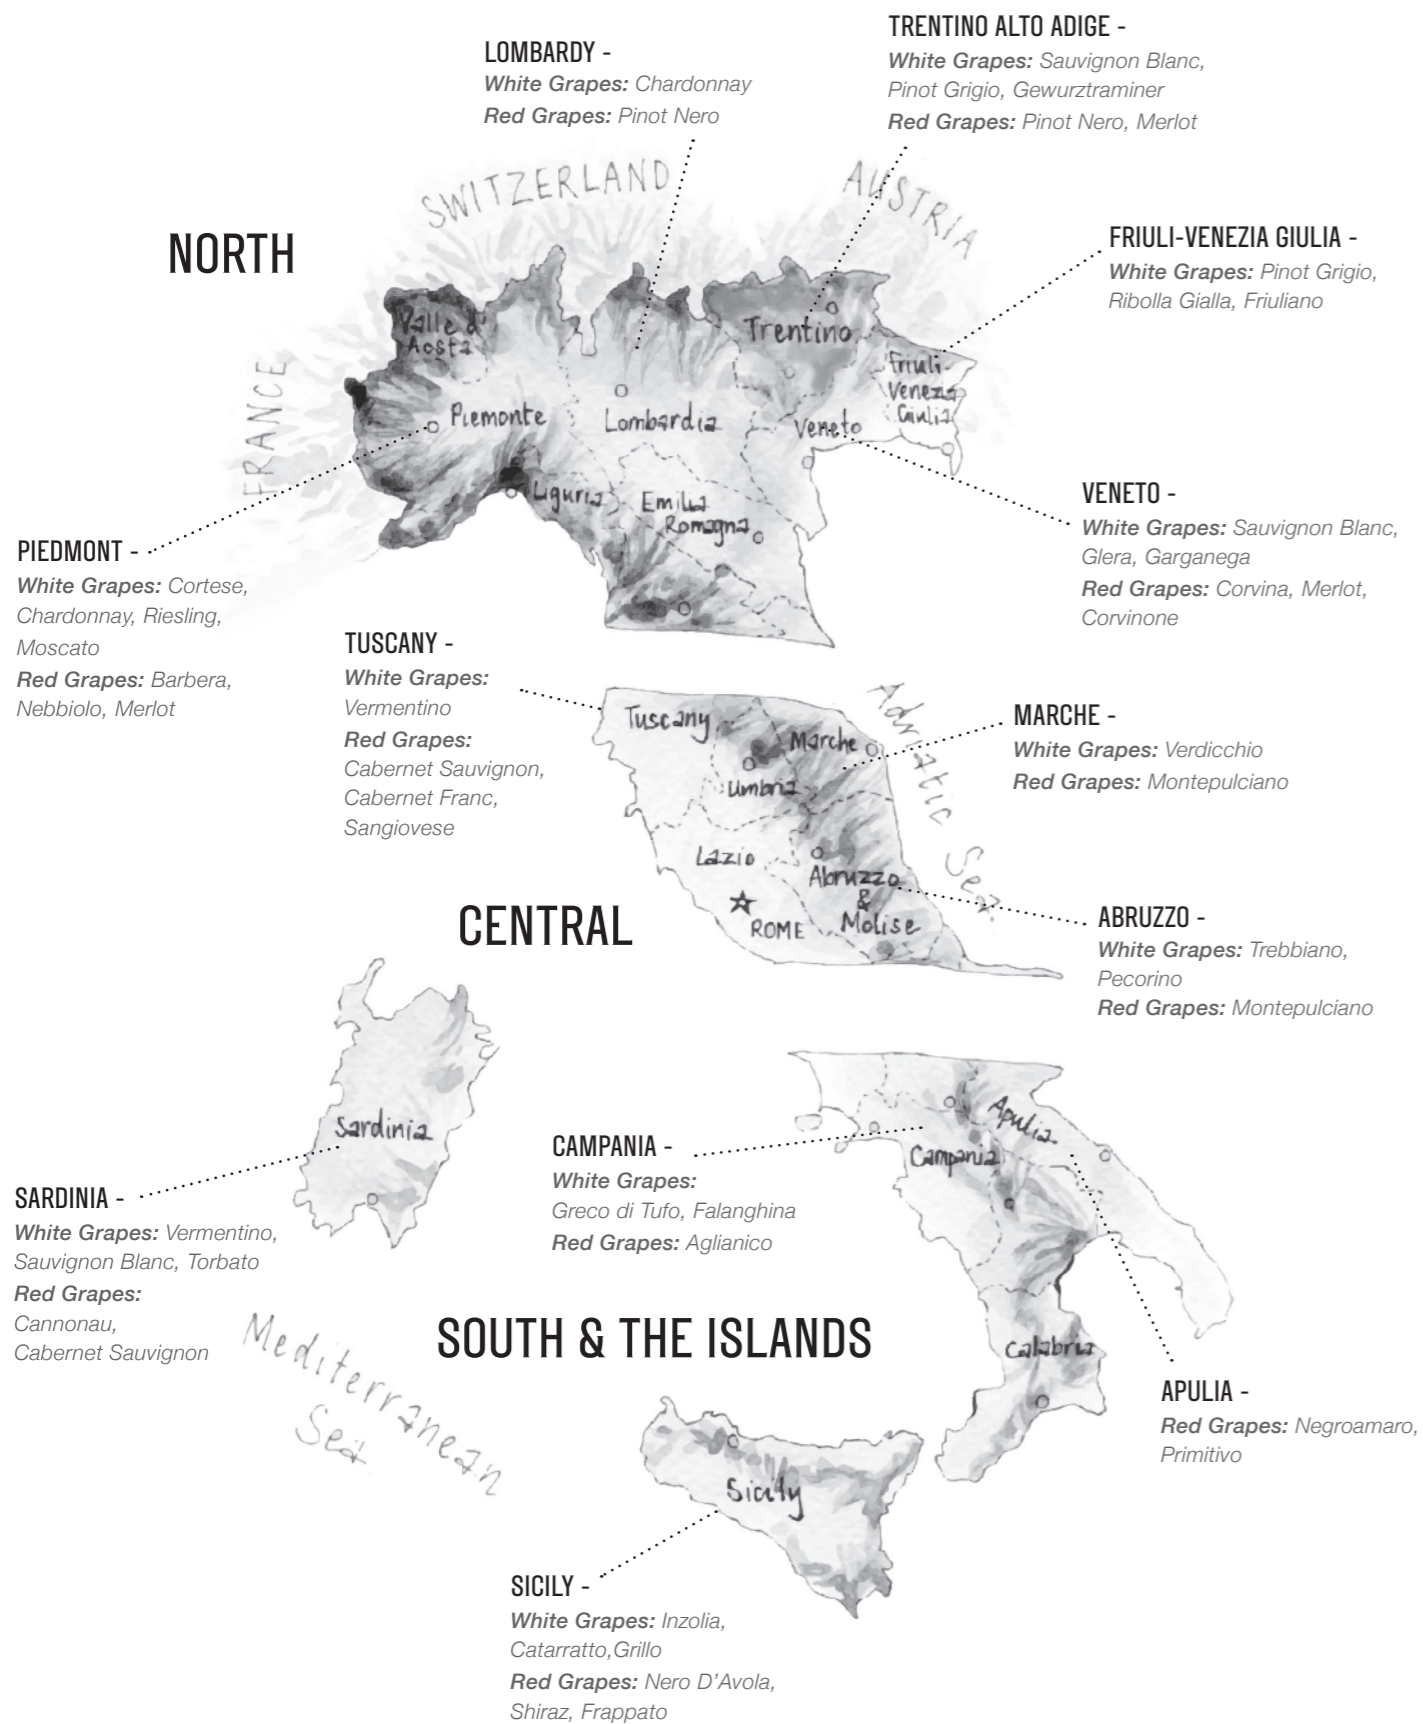 LOMBARDY -
White Grapes: Chardonnay
Red Grapes: Pinot Nero
TRENTINO ALTO ADIGE -
White Grapes: Sauvignon Blanc,
Pinot Grigio, Gewurztraminer
Red Grapes: Pinot Nero, Merlot
SWITZERLAND
AUSTRIA
NORTH
FRIULI-VENEZIA GIULIA -
White Grapes: Pinot Grigio,
Ribolla Gialla, Friuliano
FRANCE
Valle d'
Aosta
Trentino
Friuli
Venezia
Giulia
Piemonte
Lombardia
Veneto
Liguria
Emilia
Romagna
VENETO -
White Grapes: Sauvignon Blanc,
Glera, Garganega
Red Grapes: Corvina, Merlot,
Corvinone
PIEDMONT -
White Grapes: Cortese,
Chardonnay, Riesling,
Moscato
Red Grapes: Barbera,
Nebbiolo, Merlot
TUSCANY -
White Grapes:
Vermentino
Red Grapes:
Cabernet Sauvignon,
Cabernet Franc,
Sangiovese
Tuscany
Marche
Umbria
Adriatic Sea
MARCHE -
White Grapes: Verdicchio
Red Grapes: Montepulciano
Lazio
Abruzzo
&
Molise
ROME
CENTRAL
ABRUZZO -
White Grapes: Trebbiano,
Pecorino
Red Grapes: Montepulciano
Sardinia
SARDINIA -
White Grapes: Vermentino,
Sauvignon Blanc, Torbato
Red Grapes:
Cannonau,
Cabernet Sauvignon
CAMPANIA -
White Grapes:
Greco di Tufo, Falanghina
Red Grapes: Aglianico
Apulia
Campania
Mediterranean
Sea
SOUTH & THE ISLANDS
Calabria
APULIA -
Red Grapes: Negroamaro,
Primitivo
Sicily
SICILY -
White Grapes: Inzolia,
Catarratto,Grillo
Red Grapes: Nero D'Avola,
Shiraz, Frappato